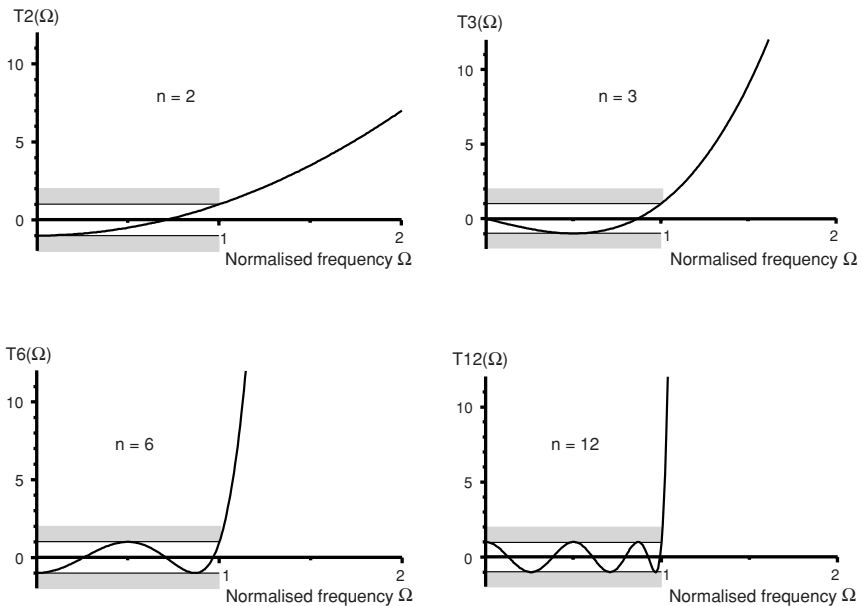 T2(Ω)
10
n = 2
5
0
1
2
Normalised frequency Ω
T3(Ω)
10
n = 3
5
0
1
2
Normalised frequency Ω
T6(Ω)
10
n = 6
5
0
1
2
Normalised frequency Ω
T12(Ω)
10
n = 12
5
0
1
2
Normalised frequency Ω